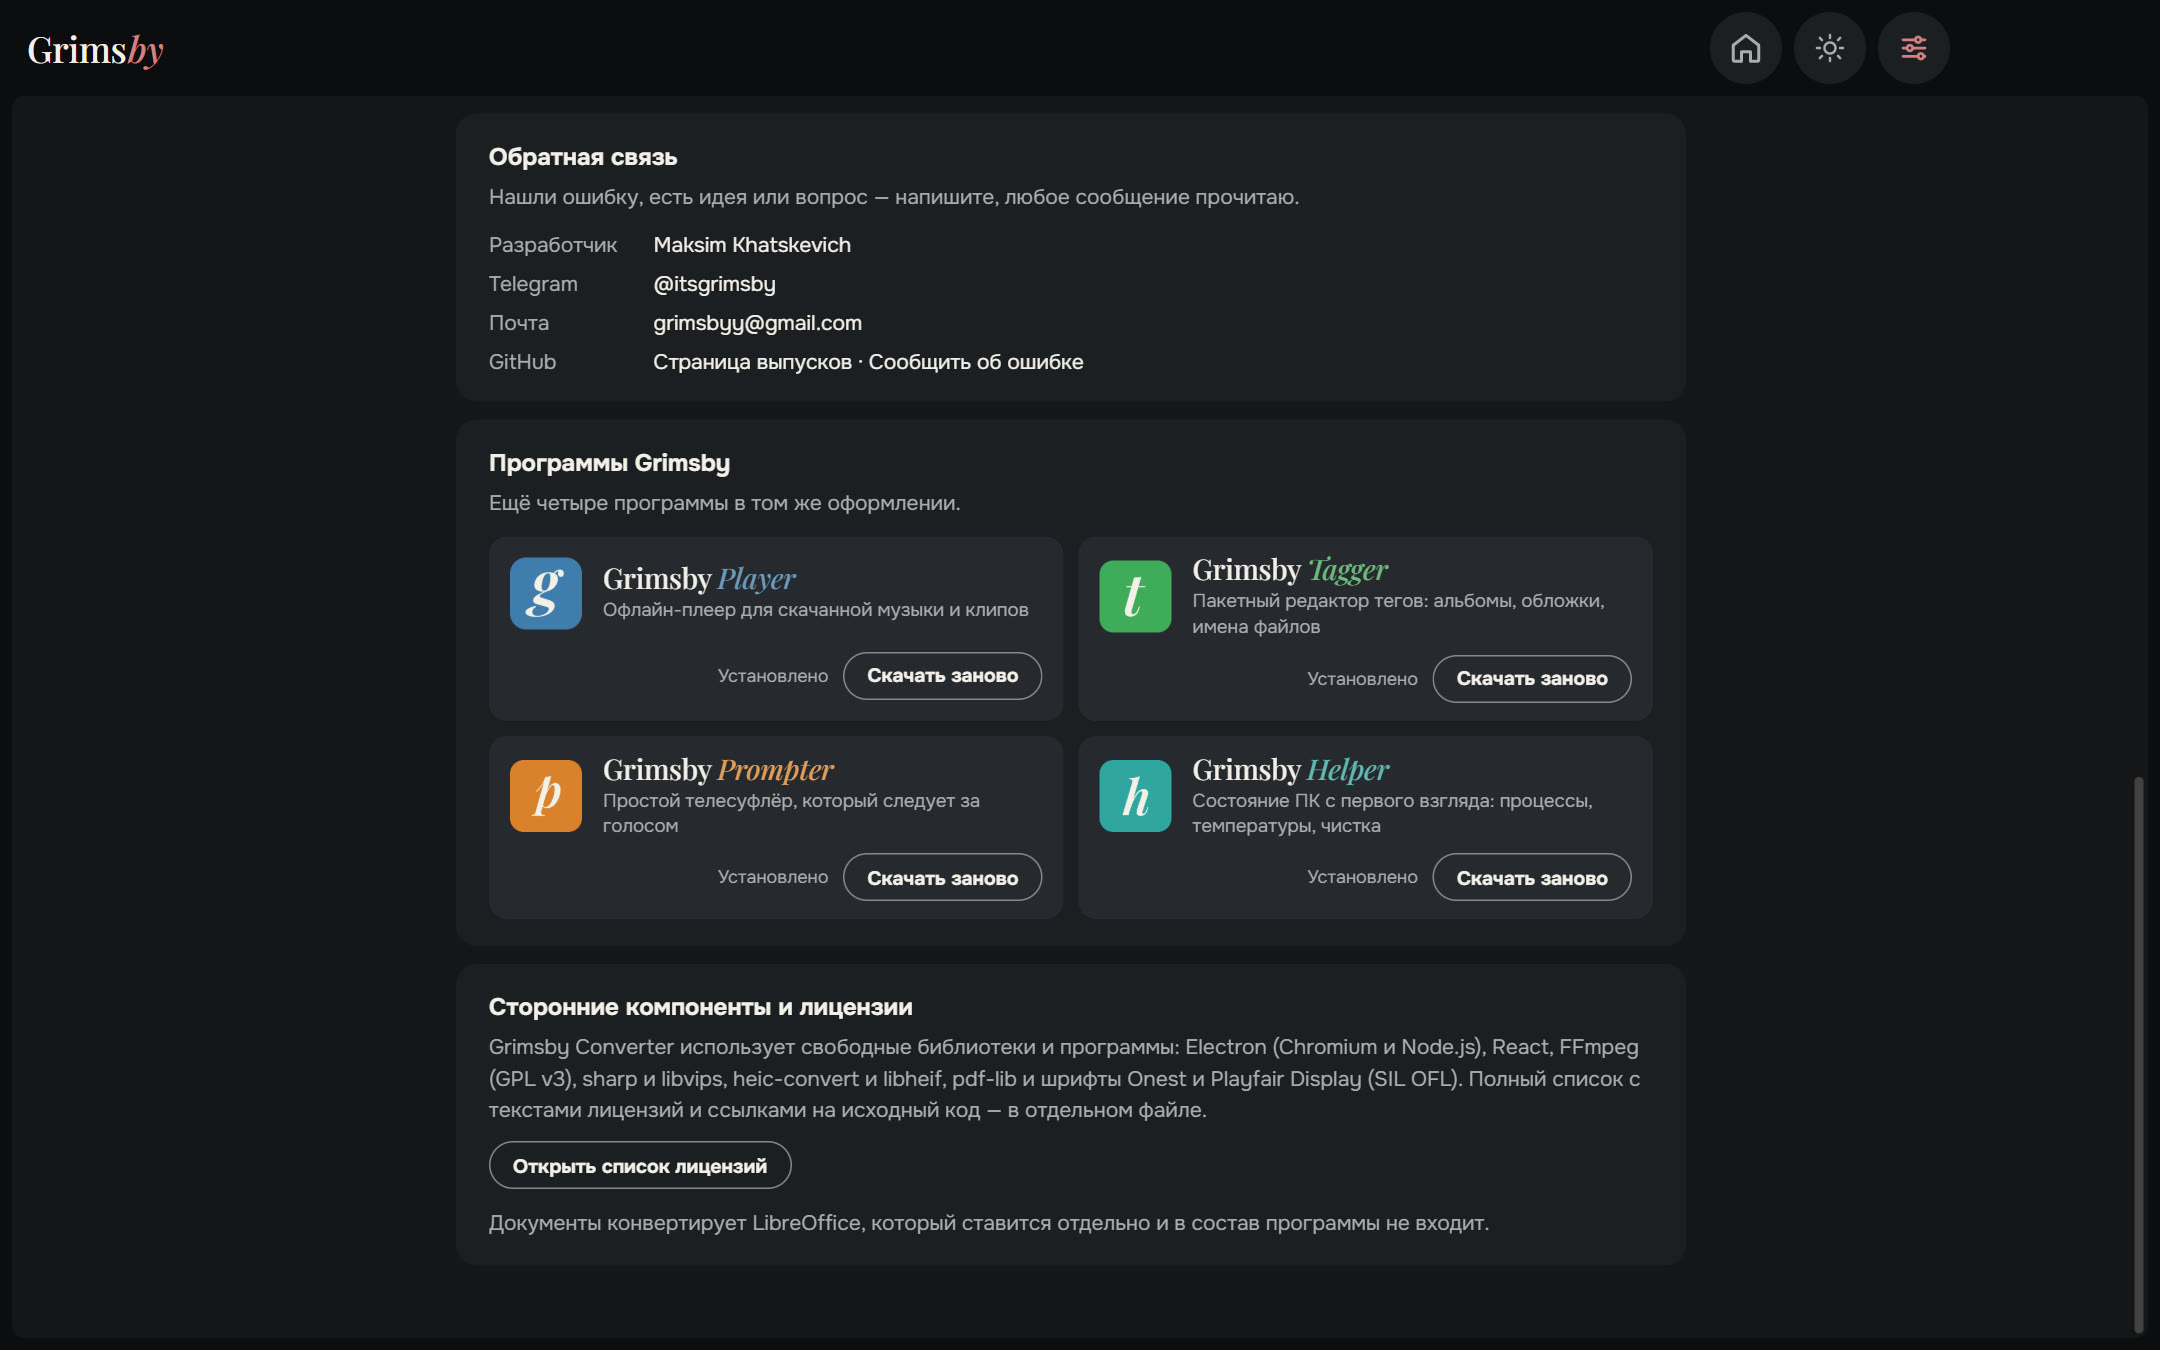 Grimsby
Обратная связь
Нашли ошибку, есть идея или вопрос — напишите, любое сообщение прочитаю.
Разработчик Maksim Khatskevich
Telegram @itsgrimsby
Почта grimsbyy@gmail.com
GitHub Страница выпусков · Сообщить об ошибке
Программы Grimsby
Ещё четыре программы в том же оформлении.
g
Grimsby Player
Офлайн-плеер для скачанной музыки и клипов
Установлено Скачать заново
t
Grimsby Tagger
Пакетный редактор тегов: альбомы, обложки,
имена файлов
Установлено Скачать заново
p
Grimsby Prompter
Простой телесуфлёр, который следует за
голосом
Установлено Скачать заново
h
Grimsby Helper
Состояние ПК с первого взгляда: процессы,
температуры, чистка
Установлено Скачать заново
Сторонние компоненты и лицензии
Grimsby Converter использует свободные библиотеки и программы: Electron (Chromium и Node.js), React, FFmpeg
(GPL v3), sharp и libvips, heic-convert и libheif, pdf-lib и шрифты Onest и Playfair Display (SIL OFL). Полный список с
текстами лицензий и ссылками на исходный код — в отдельном файле.
Открыть список лицензий
Документы конвертирует LibreOffice, который ставится отдельно и в состав программы не входит.